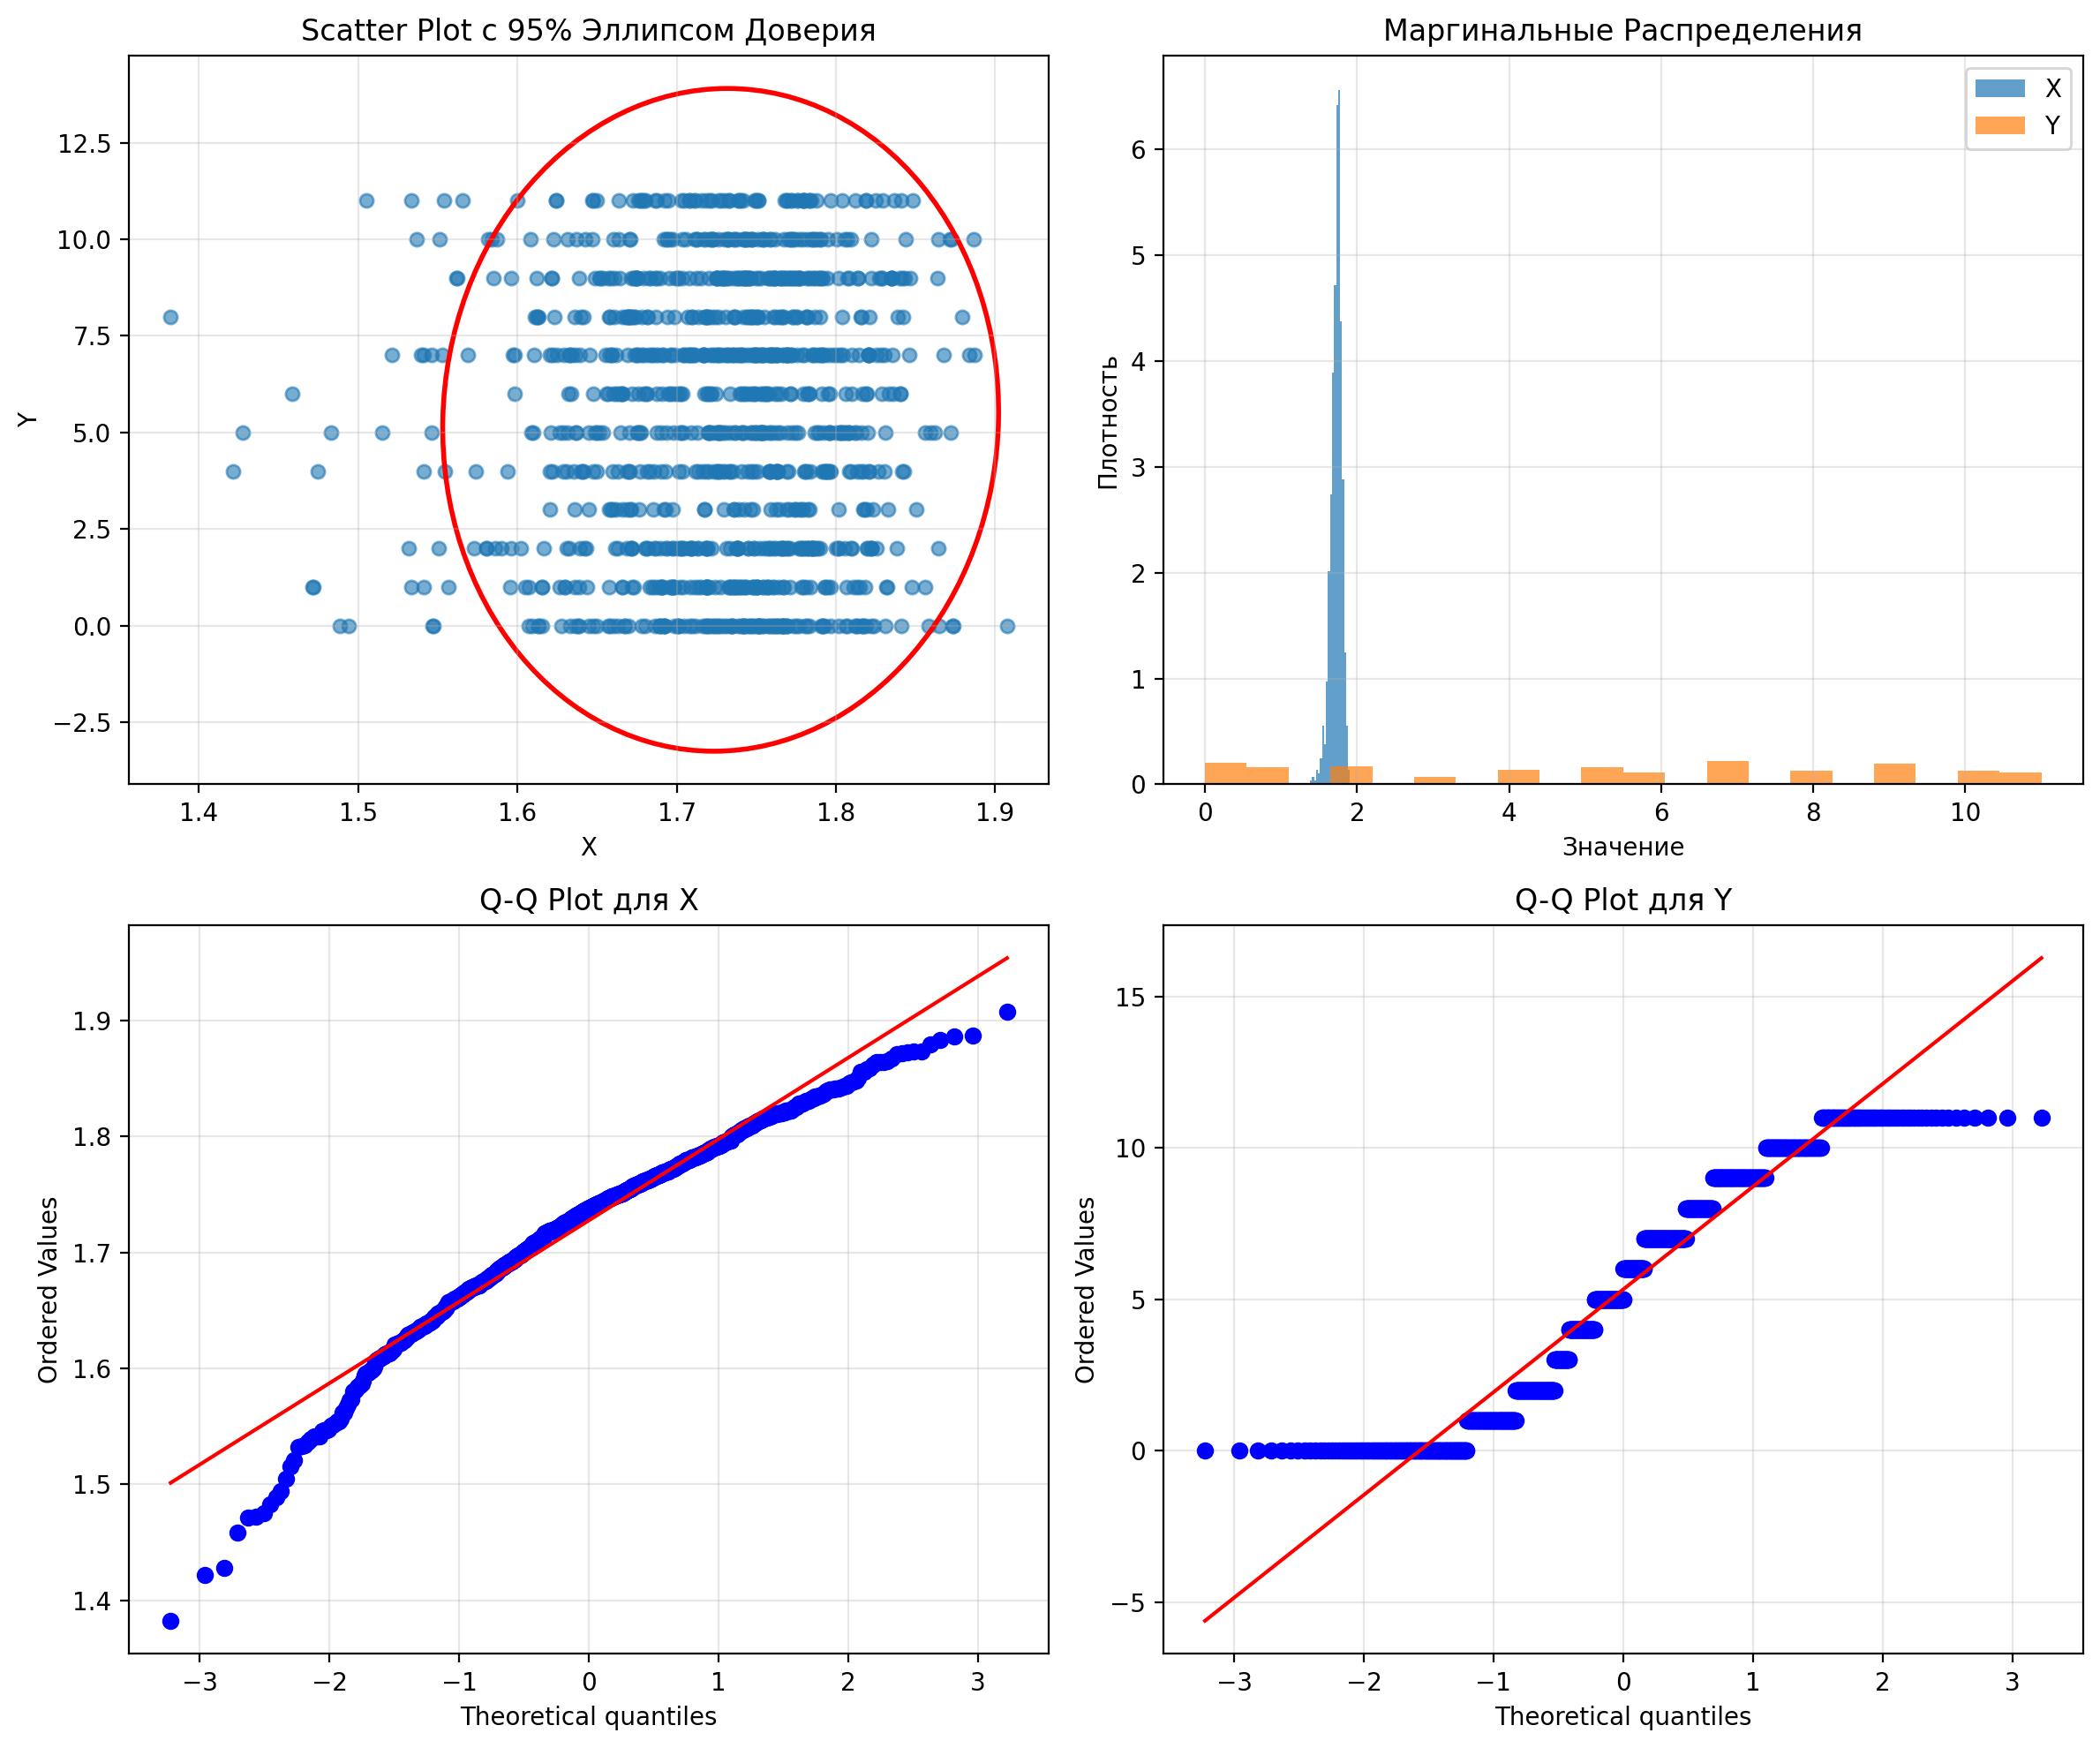 Scatter Plot с 95% Эллипсом Доверия
12.5
10.0
7.5
5.0
2.5
0.0
−2.5
Y
1.4 1.5 1.6 1.7 1.8 1.9
X
Маргинальные Распределения
X
Y
6
5
4
3
2
1
0
Плотность
0 2 4 6 8 10
Значение
Q-Q Plot для X
1.9
1.8
1.7
1.6
1.5
1.4
Ordered Values
−3 −2 −1 0 1 2 3
Theoretical quantiles
Q-Q Plot для Y
15
10
5
0
−5
Ordered Values
−3 −2 −1 0 1 2 3
Theoretical quantiles